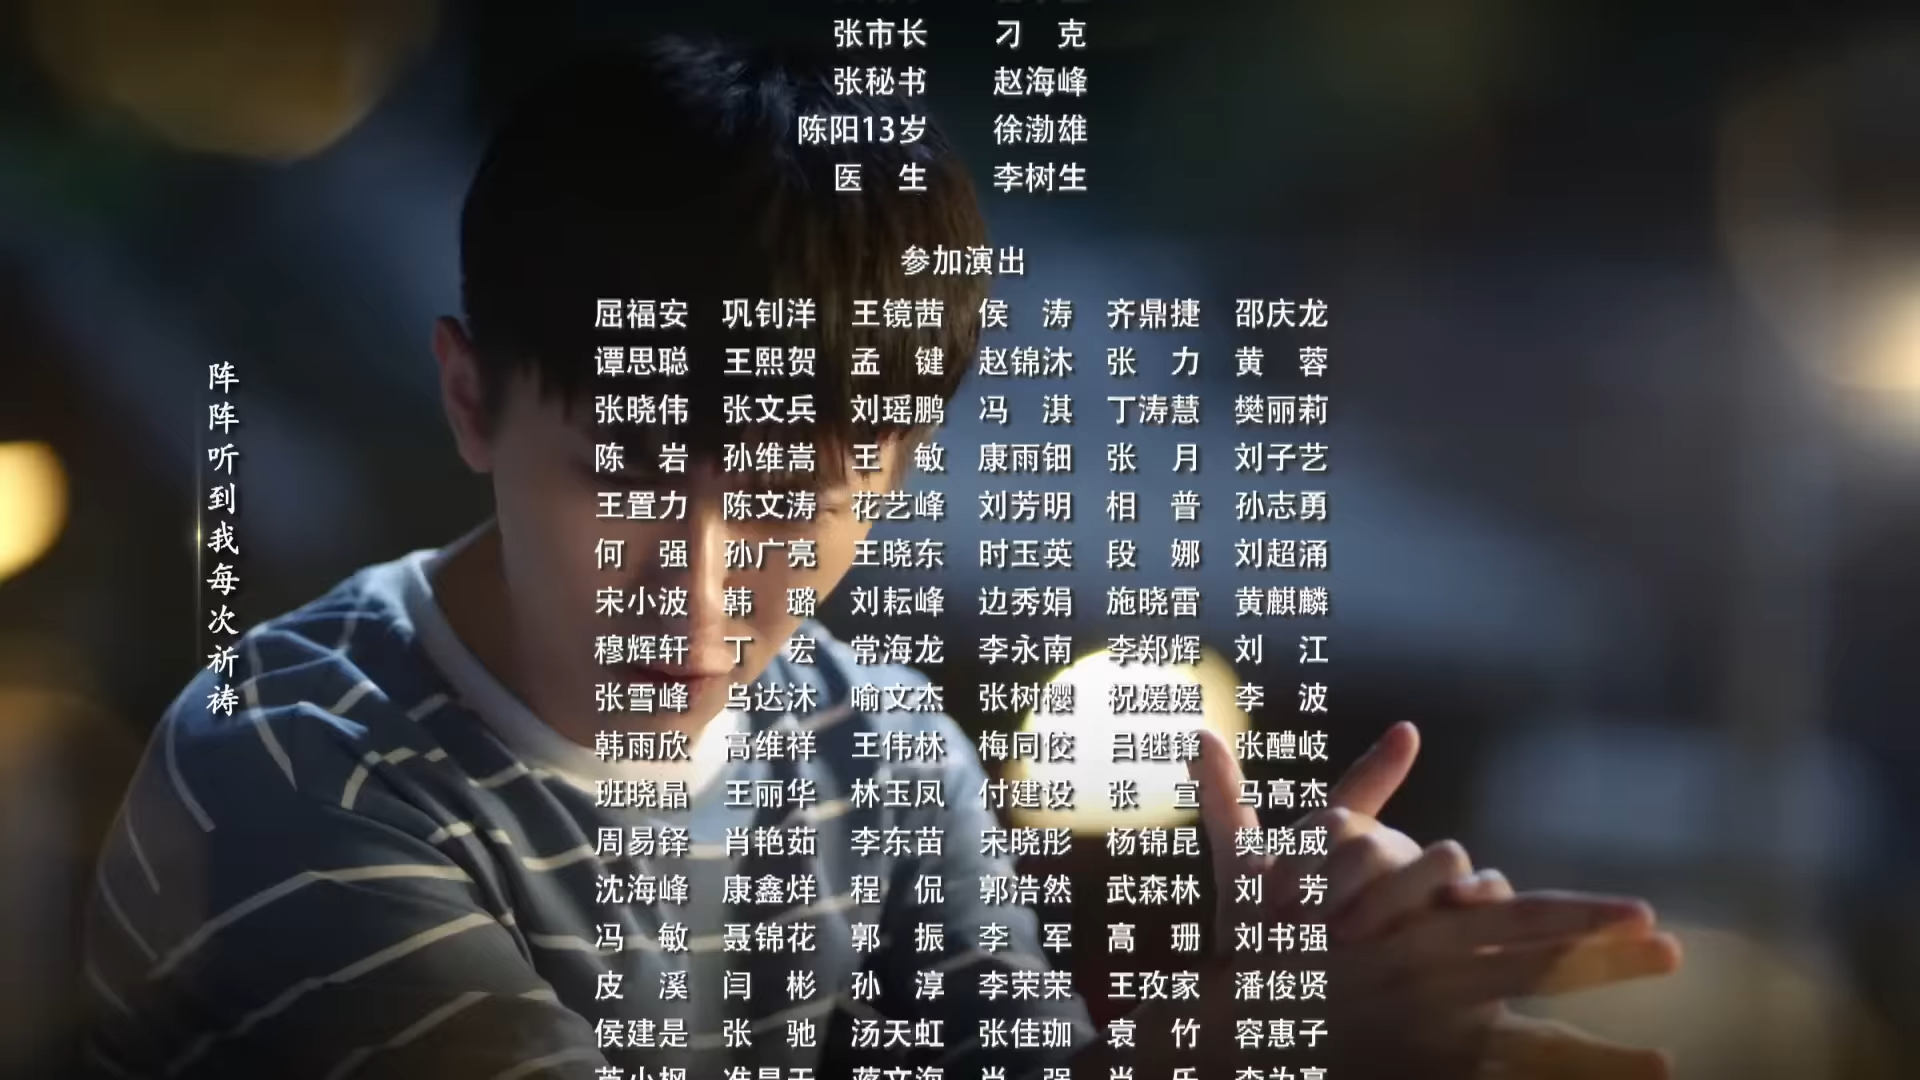 张市长 刁克
张秘书 赵海峰
陈阳13岁 徐渤雄
医生 李树生
参加演出
屈福安 巩钊洋 王镜茜 侯涛 齐鼎捷 邵庆龙
谭思聪 王熙贺 孟键 赵锦沐 张力 黄蓉
张晓伟 张文兵 刘瑶鹏 冯淇 丁涛慧 樊丽莉
陈岩 孙维嵩 王敏 康雨钿 张月 刘子艺
王置力 陈文涛 花艺峰 刘芳明 相普 孙志勇
何强 孙广亮 王晓东 时玉英 段娜 刘超涌
宋小波 韩璐 刘耘峰 边秀娟 施晓雷 黄麒麟
穆辉轩 丁宏 常海龙 李永南 李郑辉 刘江
张雪峰 乌达沐 喻文杰 张树樱 祝媛媛 李波
韩雨欣 高维祥 王伟林 梅同佼 吕继锋 张醴岐
班晓晶 王丽华 林玉凤 付建设 张宣 马高杰
周易铎 肖艳茹 李东苗 宋晓彤 杨锦昆 樊晓威
沈海峰 康鑫烊 程侃 郭浩然 武森林 刘芳
冯敏 聂锦花 郭振 李军 高珊 刘书强
皮溪 闫彬 孙淳 李荣荣 王孜家 潘俊贤
侯建是 张驰 汤天虹 张佳珈 袁竹 容惠子
阵阵听到我每次祈祷